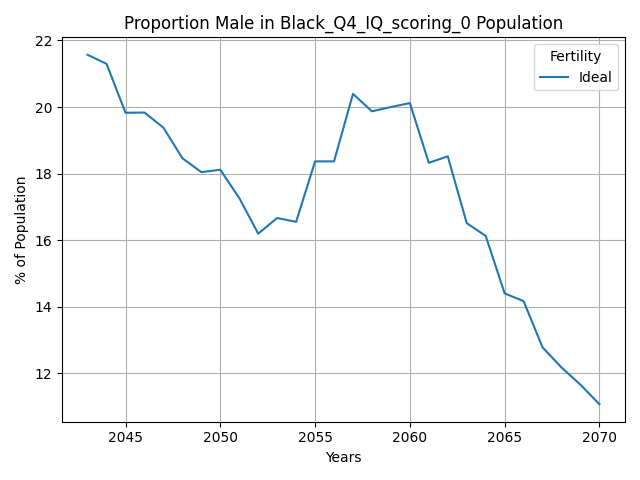 Proportion Male in Black_Q4_IQ_scoring_0 Population
Fertility
Ideal
% of Population
22
20
18
16
14
12
2045
2050
2055
2060
2065
2070
Years